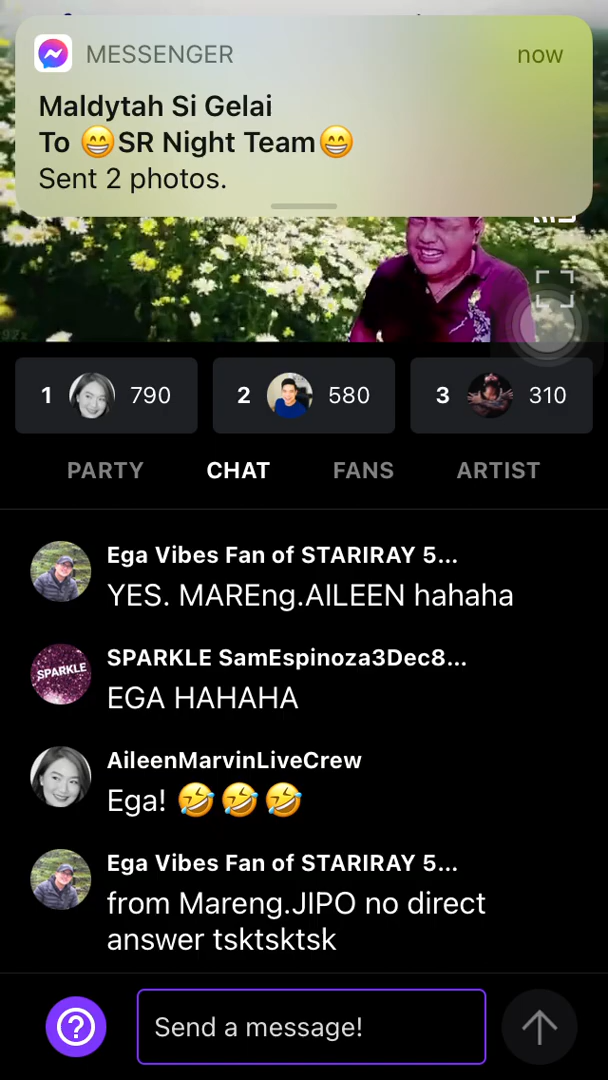 MESSENGER
now
Maldytah Si Gelai
To 😁SR Night Team😁
Sent 2 photos.
1 790
2 580
3 310
PARTY CHAT FANS ARTIST
Ega Vibes Fan of STARIRAY 5...
YES. MAREng.AILEEN hahaha
SPARKLE
SPARKLE SamEspinoza3Dec8...
EGA HAHAHA
AileenMarvinLiveCrew
Ega! 🤣🤣🤣
Ega Vibes Fan of STARIRAY 5...
from Mareng.JIPO no direct
answer tsktsktsk
Send a message!